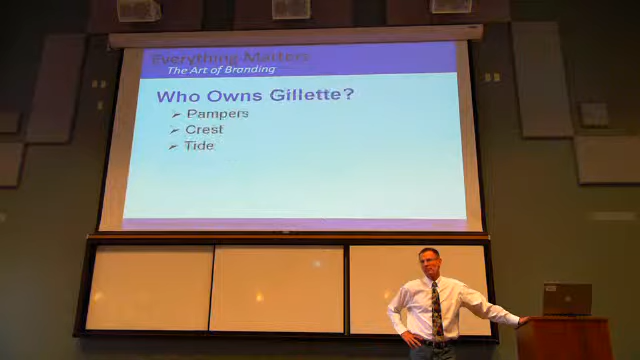 Everything Matters
The Art of Branding
Who Owns Gillette?
Pampers
Crest
Tide